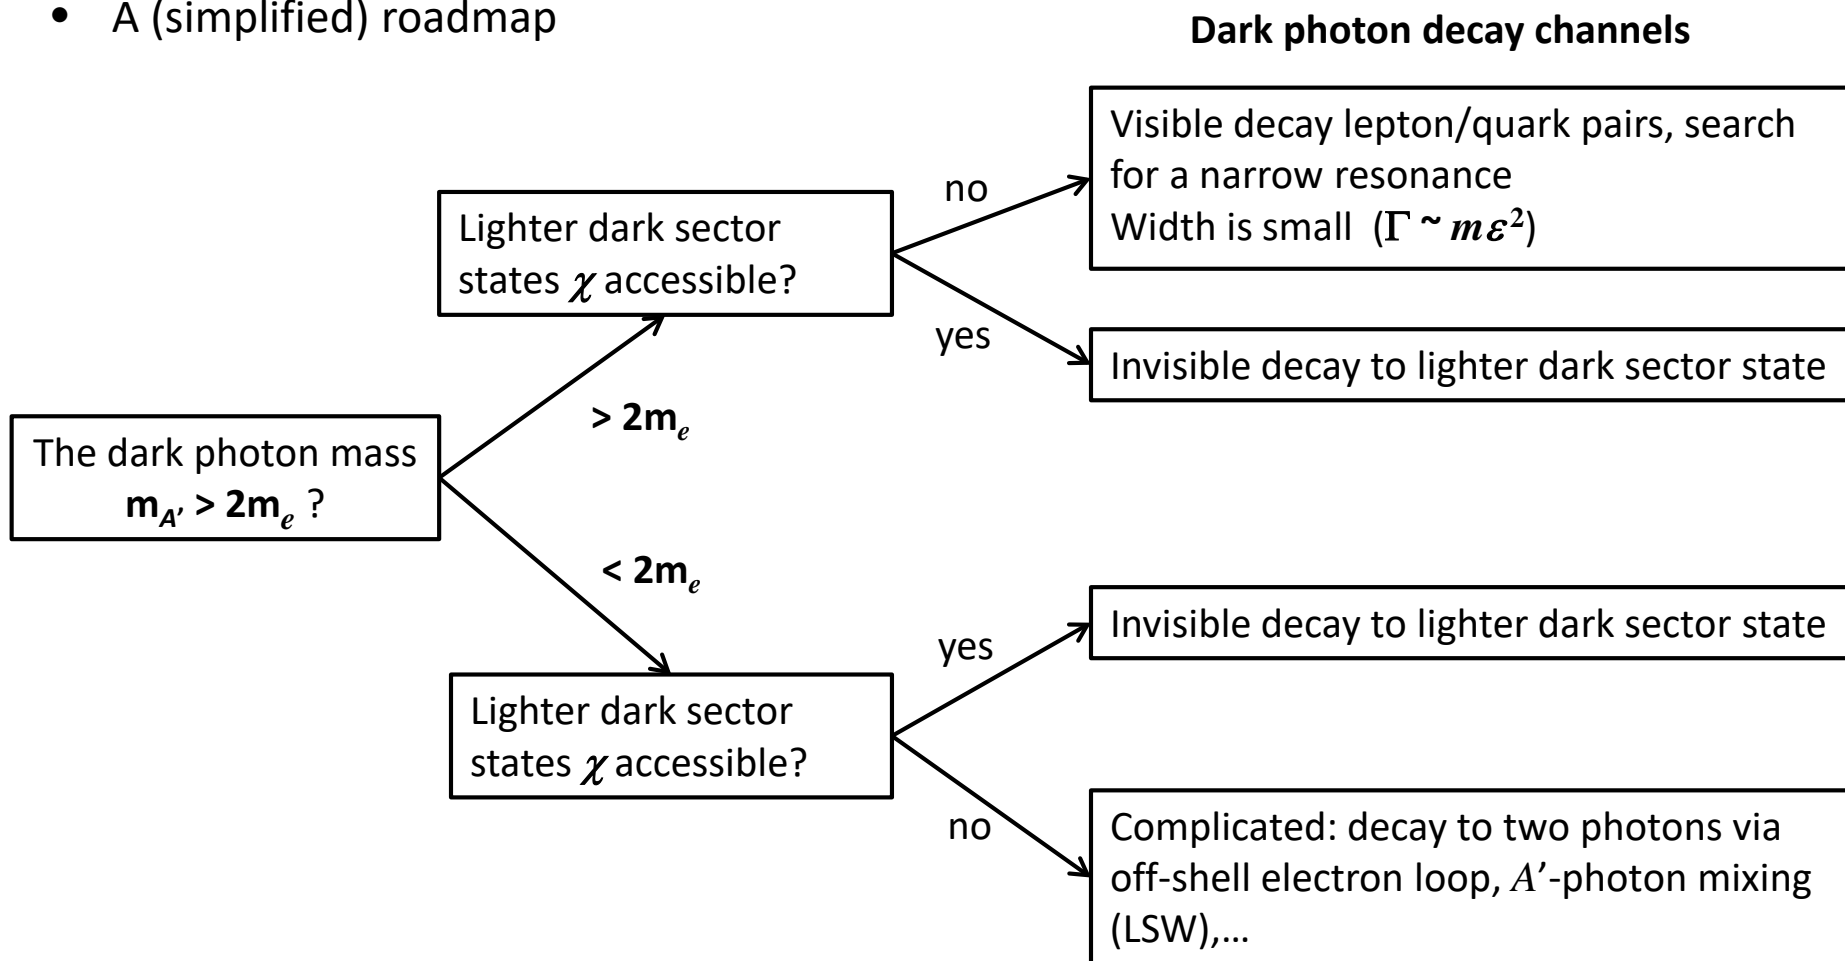 • A (simplified) roadmap
Dark photon decay channels
Visible decay lepton/quark pairs, search
for a narrow resonance
Width is small (Γ ~ mε²)
no
Lighter dark sector
states χ accessible?
yes
Invisible decay to lighter dark sector state
> 2mₑ
The dark photon mass
m_A’ > 2mₑ ?
< 2mₑ
Invisible decay to lighter dark sector state
yes
Lighter dark sector
states χ accessible?
no
Complicated: decay to two photons via
off-shell electron loop, A’-photon mixing
(LSW),...